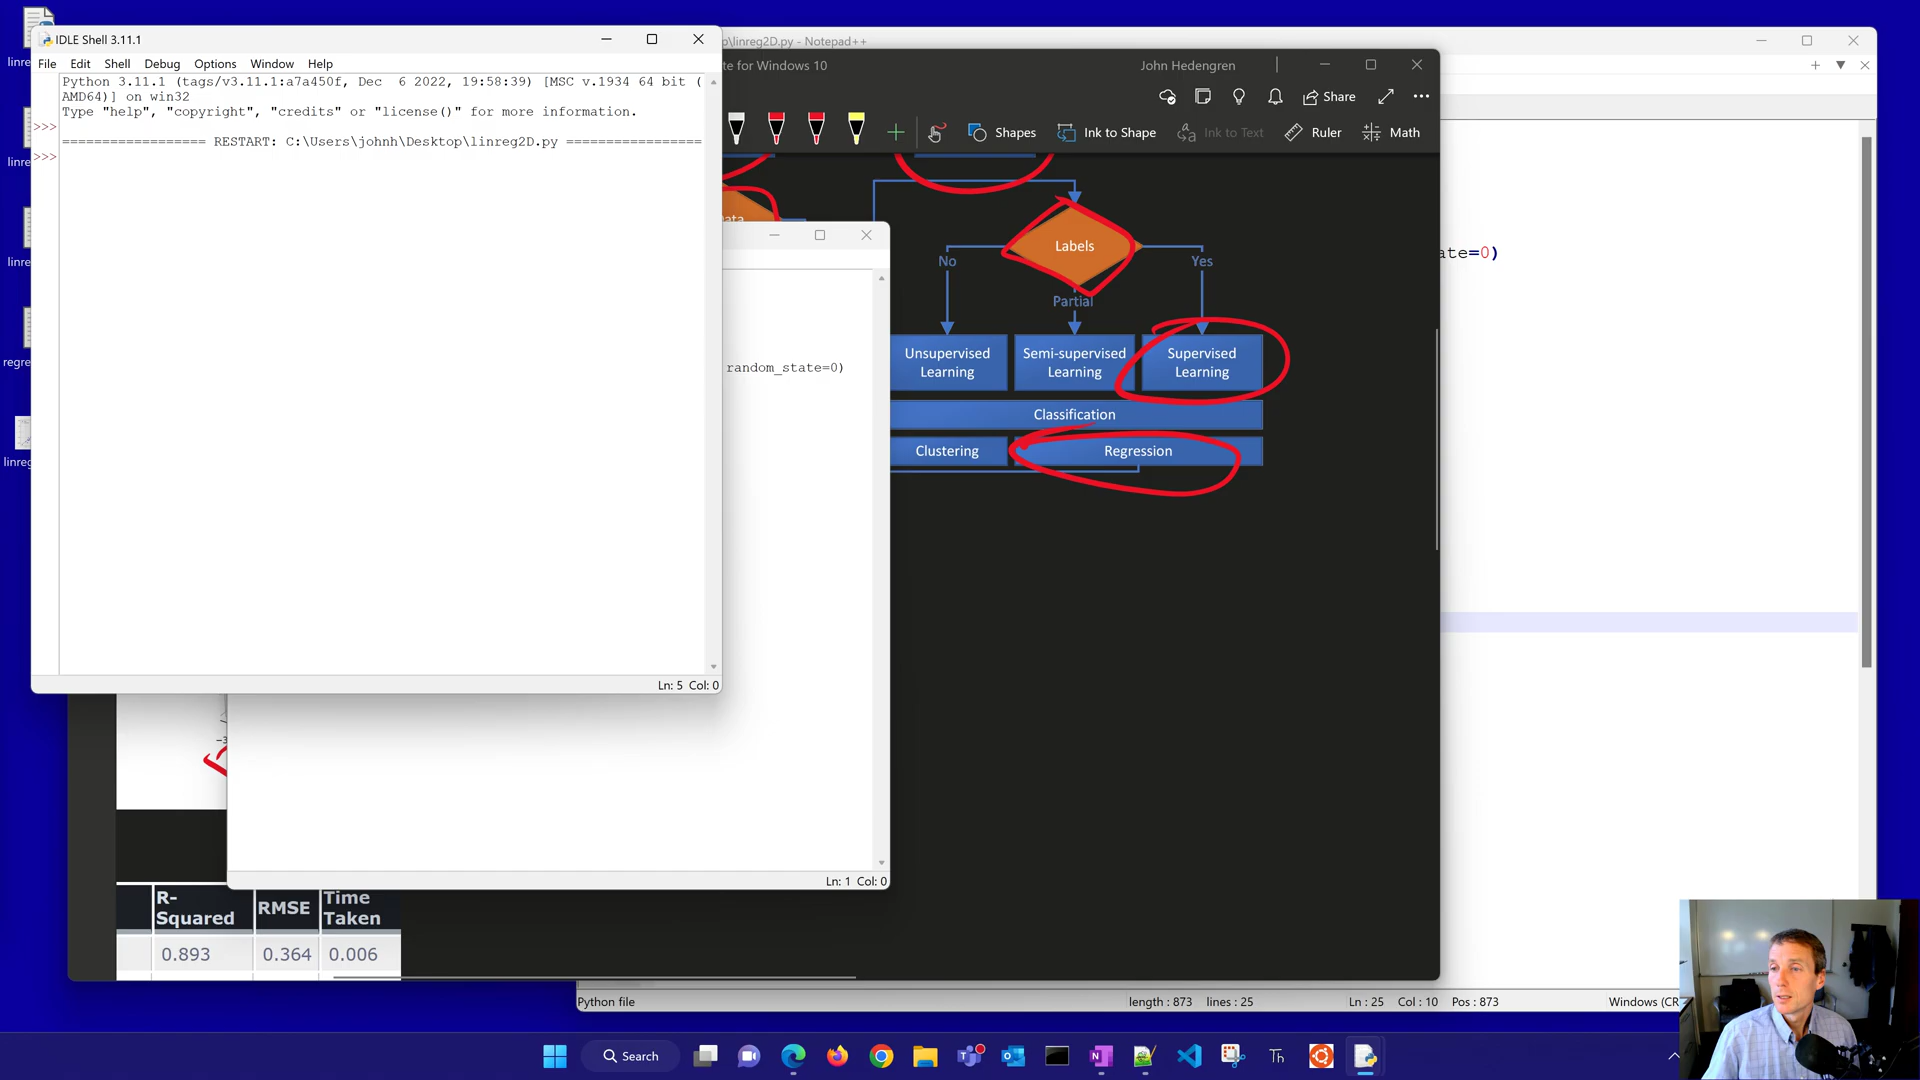 IDLE Shell 3.11.1
File Edit Shell Debug Options Window Help
Python 3.11.1 (tags/v3.11.1:a7a450f, Dec  6 2022, 19:58:39) [MSC v.1934 64 bit (
AMD64)] on win32
Type "help", "copyright", "credits" or "license()" for more information.
>>>
================== RESTART: C:\Users\johnh\Desktop\linreg2D.py =================
>>>
Ln: 5 Col: 0
linreg2D.py - Notepad++
te for Windows 10
John Hedengren
Share
Shapes
Ink to Shape
Ink to Text
Ruler
Math
Labels
No
Yes
Partial
Unsupervised
Learning
Semi-supervised
Learning
Supervised
Learning
Classification
Clustering
Regression
ata
ate=0)
random_state=0)
Ln: 1 Col: 0
linre
linre
linre
regre
linreg
R-
Squared
RMSE
Time
Taken
0.893
0.364
0.006
Python file
length : 873 lines : 25
Ln : 25 Col : 10 Pos : 873
Windows (CR
Search
Th